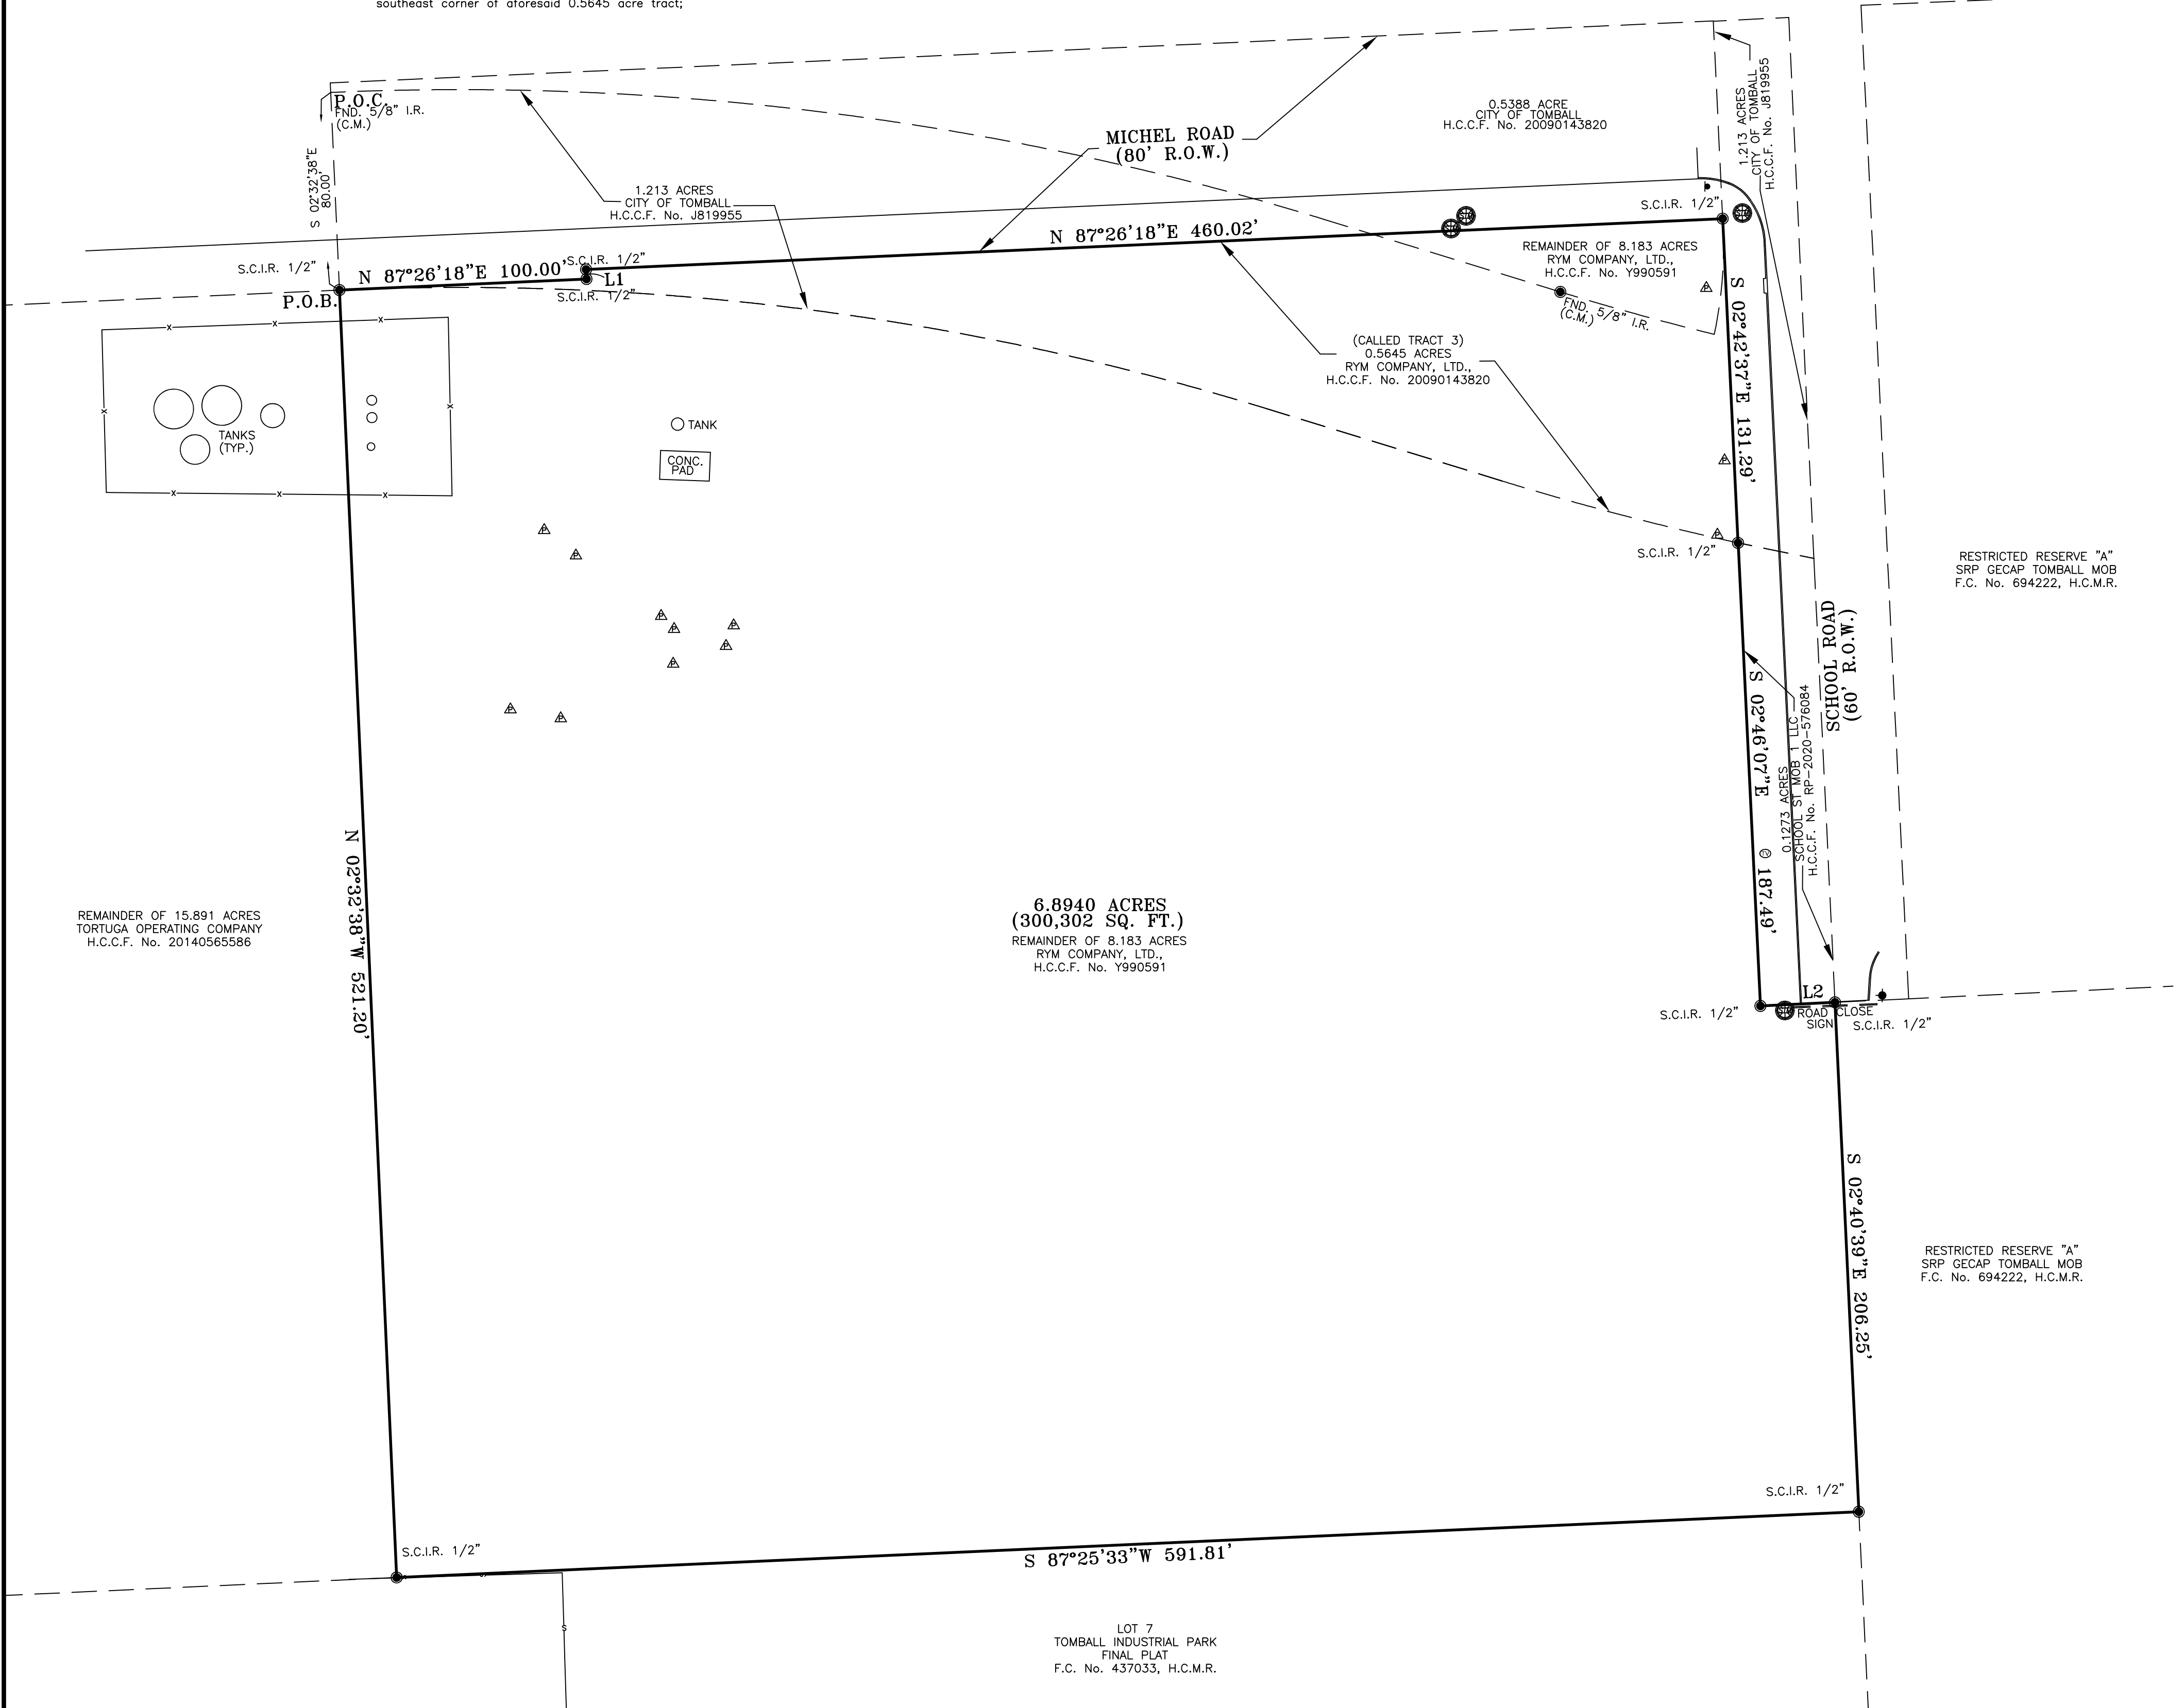 southeast corner of aforesaid 0.5645 acre tract;
P.O.C.
FND. 5/8" I.R.
(C.M.)
S 02°32'38"E
80.00'
1.213 ACRES
CITY OF TOMBALL
H.C.C.F. No. J819955
MICHEL ROAD
(80' R.O.W.)
0.5388 ACRE
CITY OF TOMBALL
H.C.C.F. No. 20090143820
1.213 ACRES
CITY OF TOMBALL
H.C.C.F. No. J819955
S.C.I.R. 1/2"
STO
STO
STO
N 87°26'18"E 460.02'
REMAINDER OF 8.183 ACRES
RYM COMPANY, LTD.,
H.C.C.F. No. Y990591
S.C.I.R. 1/2"
S.C.I.R. 1/2"
N 87°26'18"E 100.00'
L1
S.C.I.R. 1/2"
P.O.B.
FND. 5/8" I.R.
(C.M.)
S 02°42'37"E 131.29'
P
P
P
(CALLED TRACT 3)
0.5645 ACRES
RYM COMPANY, LTD.,
H.C.C.F. No. 20090143820
X X X
X X
X X X
TANKS
(TYP.)
TANK
CONC.
PAD
S.C.I.R. 1/2"
P
P
P
P
P
P
P
P
P
RESTRICTED RESERVE "A"
SRP GECAP TOMBALL MOB
F.C. No. 694222, H.C.M.R.
SCHOOL ROAD
(60' R.O.W.)
S 02°46'07"E 187.49'
0.1273 ACRES
SCHOOL ST MOB 1 LLC
H.C.C.F. No. RP-2020-576084
N 02°32'38"W 521.20'
REMAINDER OF 15.891 ACRES
TORTUGA OPERATING COMPANY
H.C.C.F. No. 20140565586
6.8940 ACRES
(300,302 SQ. FT.)
REMAINDER OF 8.183 ACRES
RYM COMPANY, LTD.,
H.C.C.F. No. Y990591
L2
S.C.I.R. 1/2"
STO
ROAD CLOSE
SIGN
S.C.I.R. 1/2"
S 02°40'39"E 206.25'
RESTRICTED RESERVE "A"
SRP GECAP TOMBALL MOB
F.C. No. 694222, H.C.M.R.
S.C.I.R. 1/2"
S.C.I.R. 1/2"
S 87°25'33"W 591.81'
S
LOT 7
TOMBALL INDUSTRIAL PARK
FINAL PLAT
F.C. No. 437033, H.C.M.R.